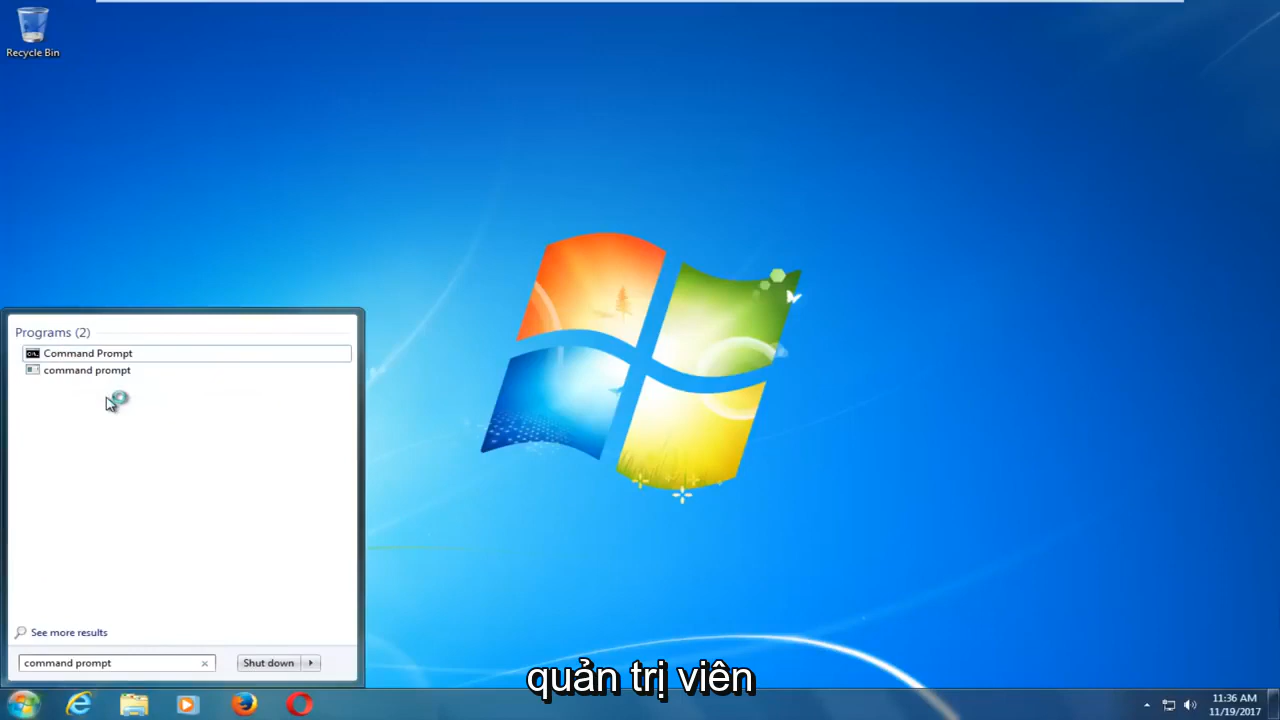 Recycle Bin
Programs (2)
Command Prompt
command prompt
See more results
command prompt
Shut down
quản trị viên
11:36 AM
11/19/2017